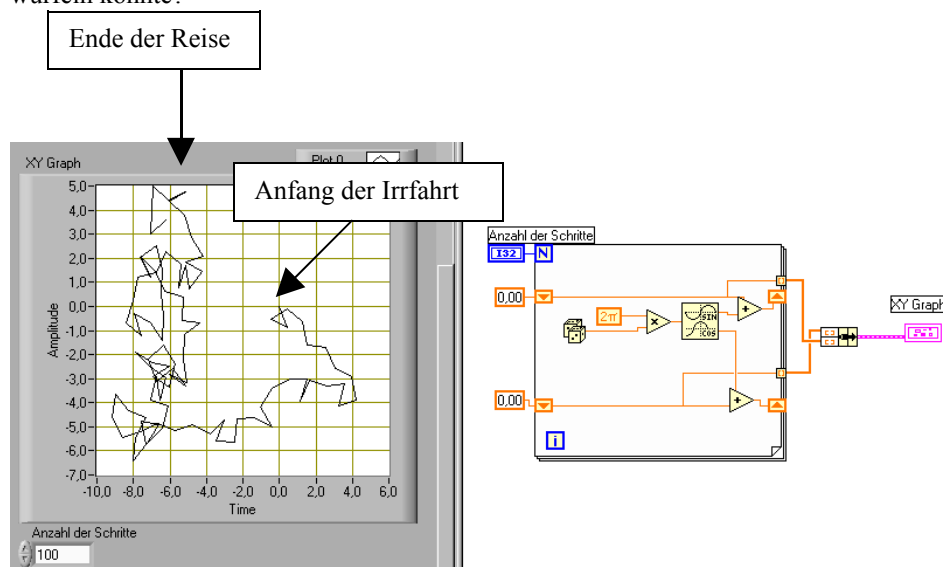 würfeln könnte?
Ende der Reise
XY Graph
Plot 0
Anfang der Irrfahrt
5,0
4,0
3,0
2,0
1,0
0,0
-1,0
-2,0
-3,0
-4,0
-5,0
-6,0
-7,0
Amplitude
-10,0 -8,0 -6,0 -4,0 -2,0 0,0 2,0 4,0 6,0
Time
Anzahl der Schritte
100
Anzahl der Schritte
I32 N
0,00
2π
SIN
COS
XY Graph
0,00
i